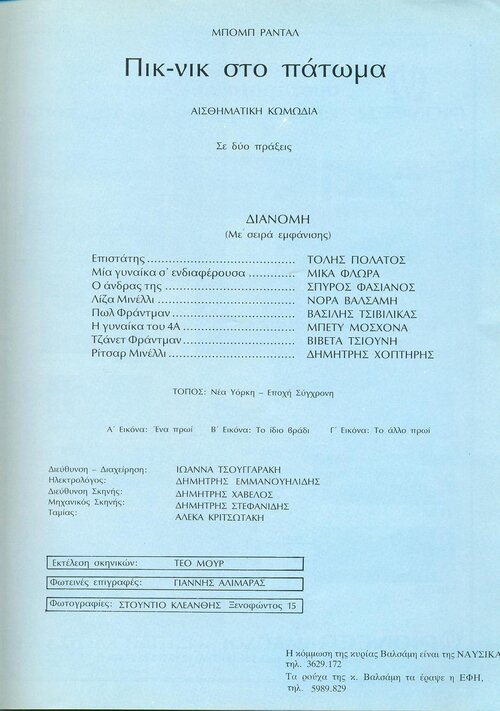 ΜΠΟΜΠ ΡΑΝΤΑΛ
Πικ-νικ στο πάτωμα
ΑΙΣΘΗΜΑΤΙΚΗ ΚΩΜΩΔΙΑ
Σε δύο πράξεις
ΔΙΑΝΟΜΗ
(Με σειρά εμφάνισης)
Επιστάτης ........................................ ΤΟΛΗΣ ΠΟΛΑΤΟΣ
Μία γυναίκα σ' ενδιαφέρουσα ............ ΜΙΚΑ ΦΛΩΡΑ
Ο άνδρας της .................................... ΣΠΥΡΟΣ ΦΑΣΙΑΝΟΣ
Λίζα Μινέλλι ..................................... ΝΟΡΑ ΒΑΛΣΑΜΗ
Πωλ Φράντμαν ................................. ΒΑΣΙΛΗΣ ΤΣΙΒΙΛΙΚΑΣ
Η γυναίκα του 4Α .............................. ΜΠΕΤΥ ΜΟΣΧΟΝΑ
Τζάνετ Φράντμαν .............................. ΒΙΒΕΤΑ ΤΣΙΟΥΝΗ
Ρίτσαρ Μινέλλι .................................. ΔΗΜΗΤΡΗΣ ΧΟΠΤΗΡΗΣ
ΤΟΠΟΣ: Νέα Υόρκη – Εποχή Σύγχρονη
Α΄ Εικόνα: Ένα πρωί Β΄ Εικόνα: Το ίδιο βράδι Γ΄ Εικόνα: Το άλλο πρωί
Διεύθυνση – Διαχείρηση: ΙΩΑΝΝΑ ΤΣΟΥΓΓΑΡΑΚΗ
Ηλεκτρολόγος: ΔΗΜΗΤΡΗΣ ΕΜΜΑΝΟΥΗΛΙΔΗΣ
Διεύθυνση Σκηνής: ΔΗΜΗΤΡΗΣ ΧΑΒΕΛΟΣ
Μηχανικός Σκηνής: ΔΗΜΗΤΡΗΣ ΣΤΕΦΑΝΙΔΗΣ
Ταμίας: ΑΛΕΚΑ ΚΡΙΤΣΩΤΑΚΗ
Εκτέλεση σκηνικών: ΤΕΟ ΜΟΥΡ
Φωτεινές επιγραφές: ΓΙΑΝΝΗΣ ΑΛΙΜΑΡΑΣ
Φωτογραφίες: ΣΤΟΥΝΤΙΟ ΚΛΕΑΝΘΗΣ Ξενοφώντος 15
Η κόμμωση της κυρίας Βαλσάμη είναι της ΝΑΥΣΙΚΑ
τηλ. 3629.172
Τα ρούχα της κ. Βαλσάμη τα έραψε η ΕΦΗ,
τηλ. 5989.829